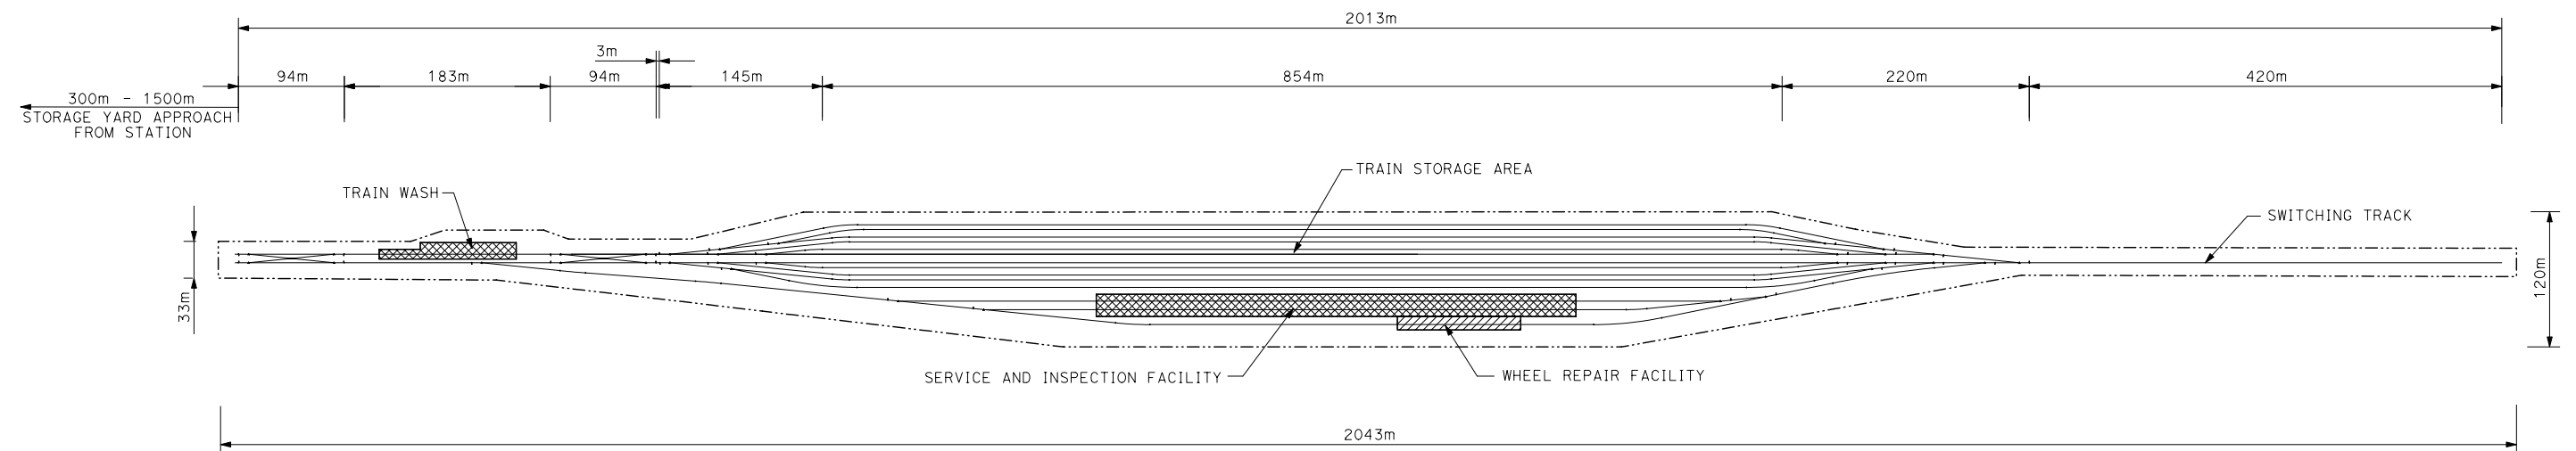 2013m
3m
94m
183m
94m
145m
854m
220m
420m
300m - 1500m
STORAGE YARD APPROACH
FROM STATION
TRAIN STORAGE AREA
TRAIN WASH
SWITCHING TRACK
33m
120m
SERVICE AND INSPECTION FACILITY
WHEEL REPAIR FACILITY
2043m